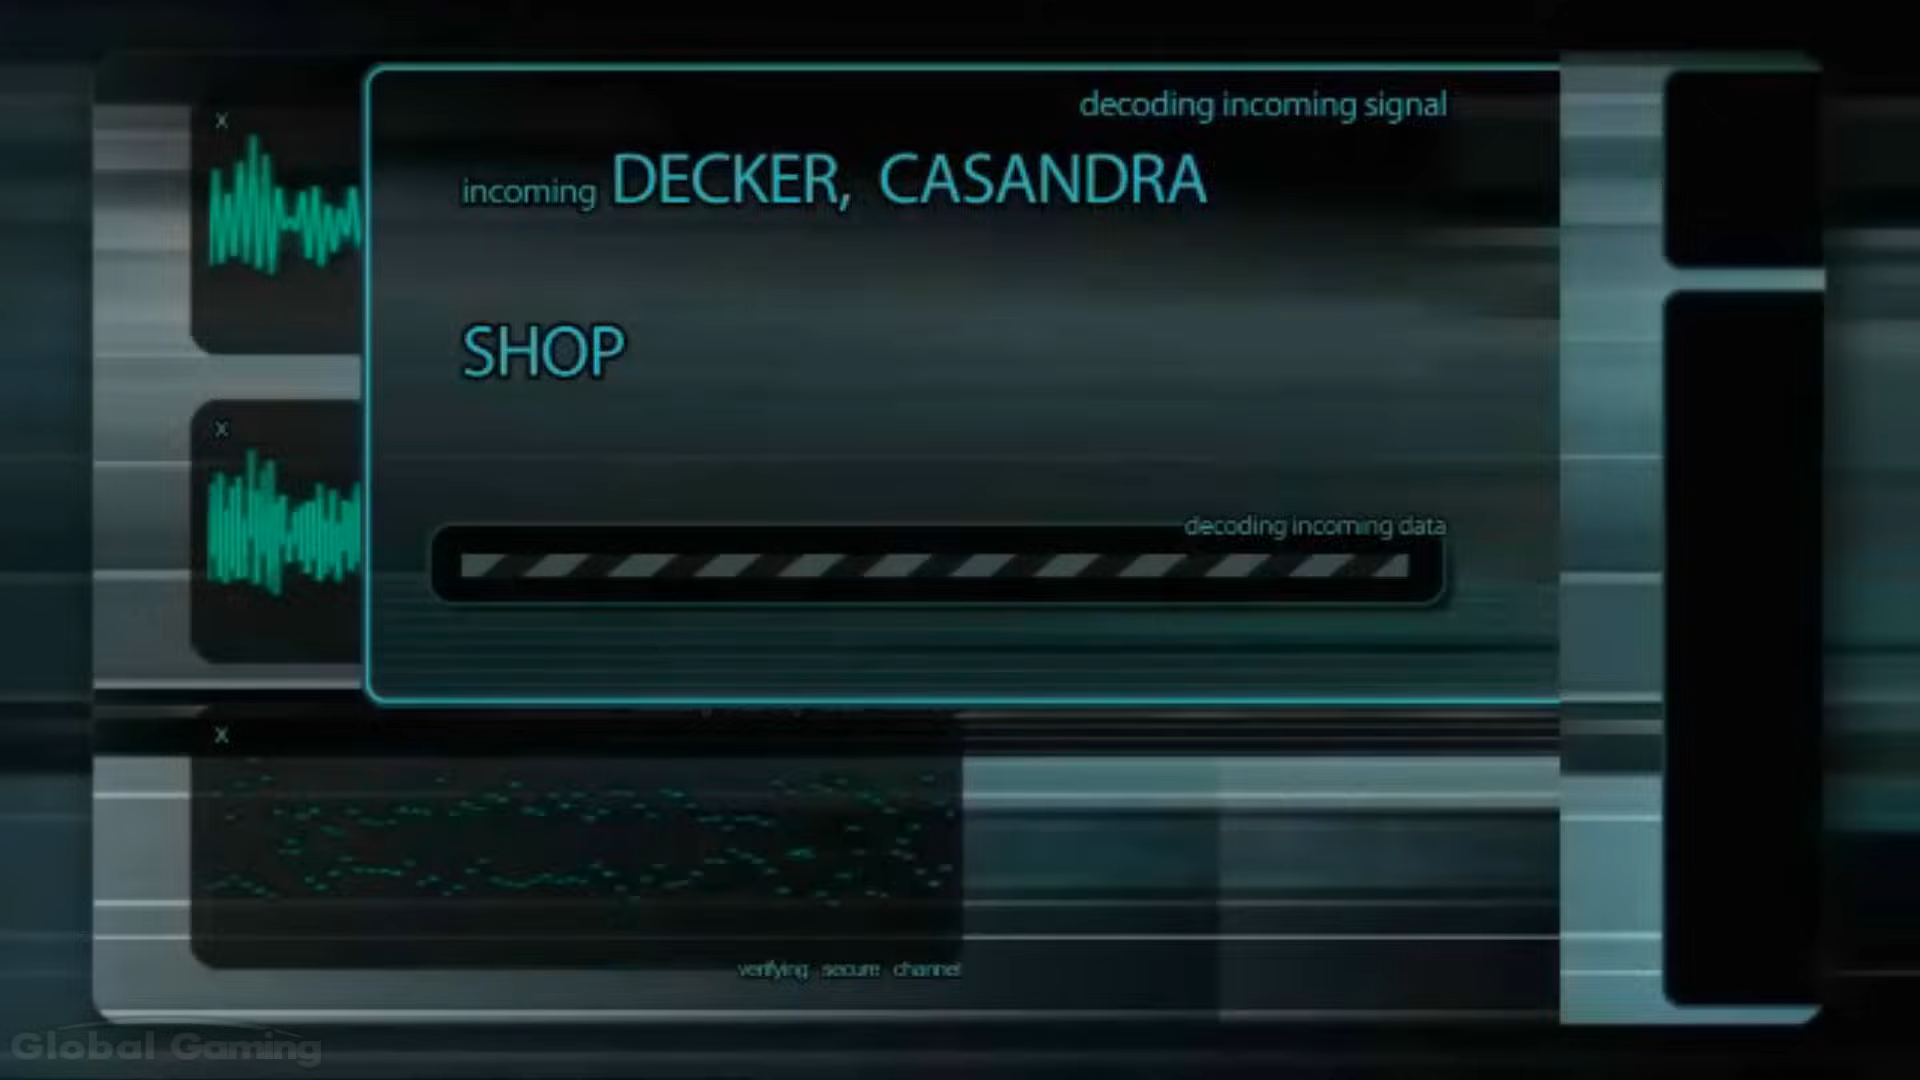 decoding incoming signal
incoming DECKER, CASANDRA
SHOP
decoding incoming data
x
x
x
verifying secure channel
Global Gaming